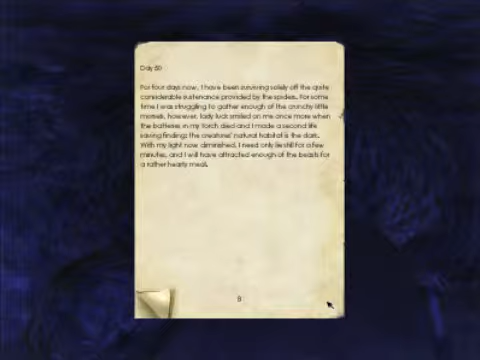 Day 50
For four days now, I have been surviving solely off the quite
considerable sustenance provided by the spiders. For some
time I was struggling to gather enough of the crunchy little
morsels, however, lady luck smiled on me once more when
the batteries in my torch died and I made a second life
saving finding: the creatures' natural habitat is the dark.
With my light now diminished, I need only lie still for a few
minutes, and I will have attracted enough of the beasts for
a rather hearty meal.